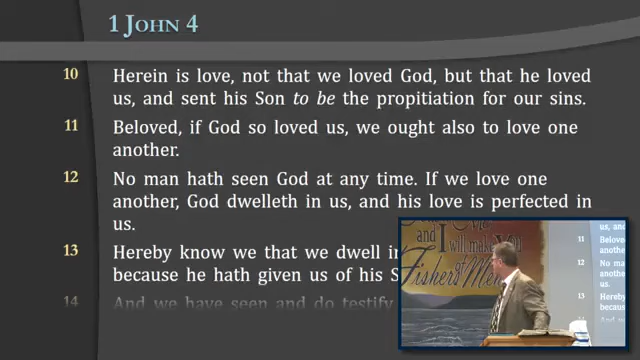 1 JOHN 4
10 Herein is love, not that we loved God, but that he loved
us, and sent his Son to be the propitiation for our sins.
11 Beloved, if God so loved us, we ought also to love one
another.
12 No man hath seen God at any time. If we love one
another, God dwelleth in us, and his love is perfected in
us.
13 Hereby know we that we dwell in
because he hath given us of his S
14 And we have seen and do testify
and I will make You
Fishers of Men
us, and
11 Belove
anothe
12 No man
anothe
us.
13 Hereby
becaus